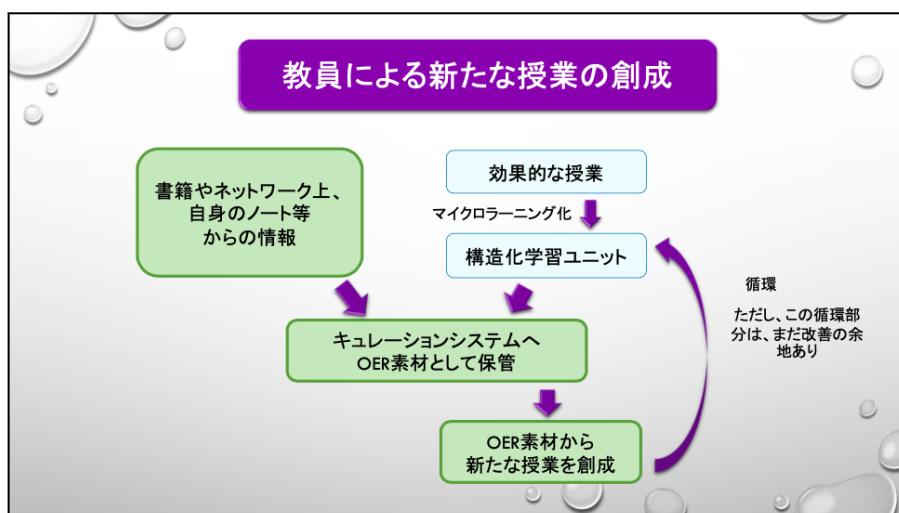 教員による新たな授業の創成
書籍やネットワーク上、
自身のノート等
からの情報
効果的な授業
マイクロラーニング化
構造化学習ユニット
循環
ただし、この循環部
分は、まだ改善の余
地あり
キュレーションシステムへ
OER素材として保管
OER素材から
新たな授業を創成